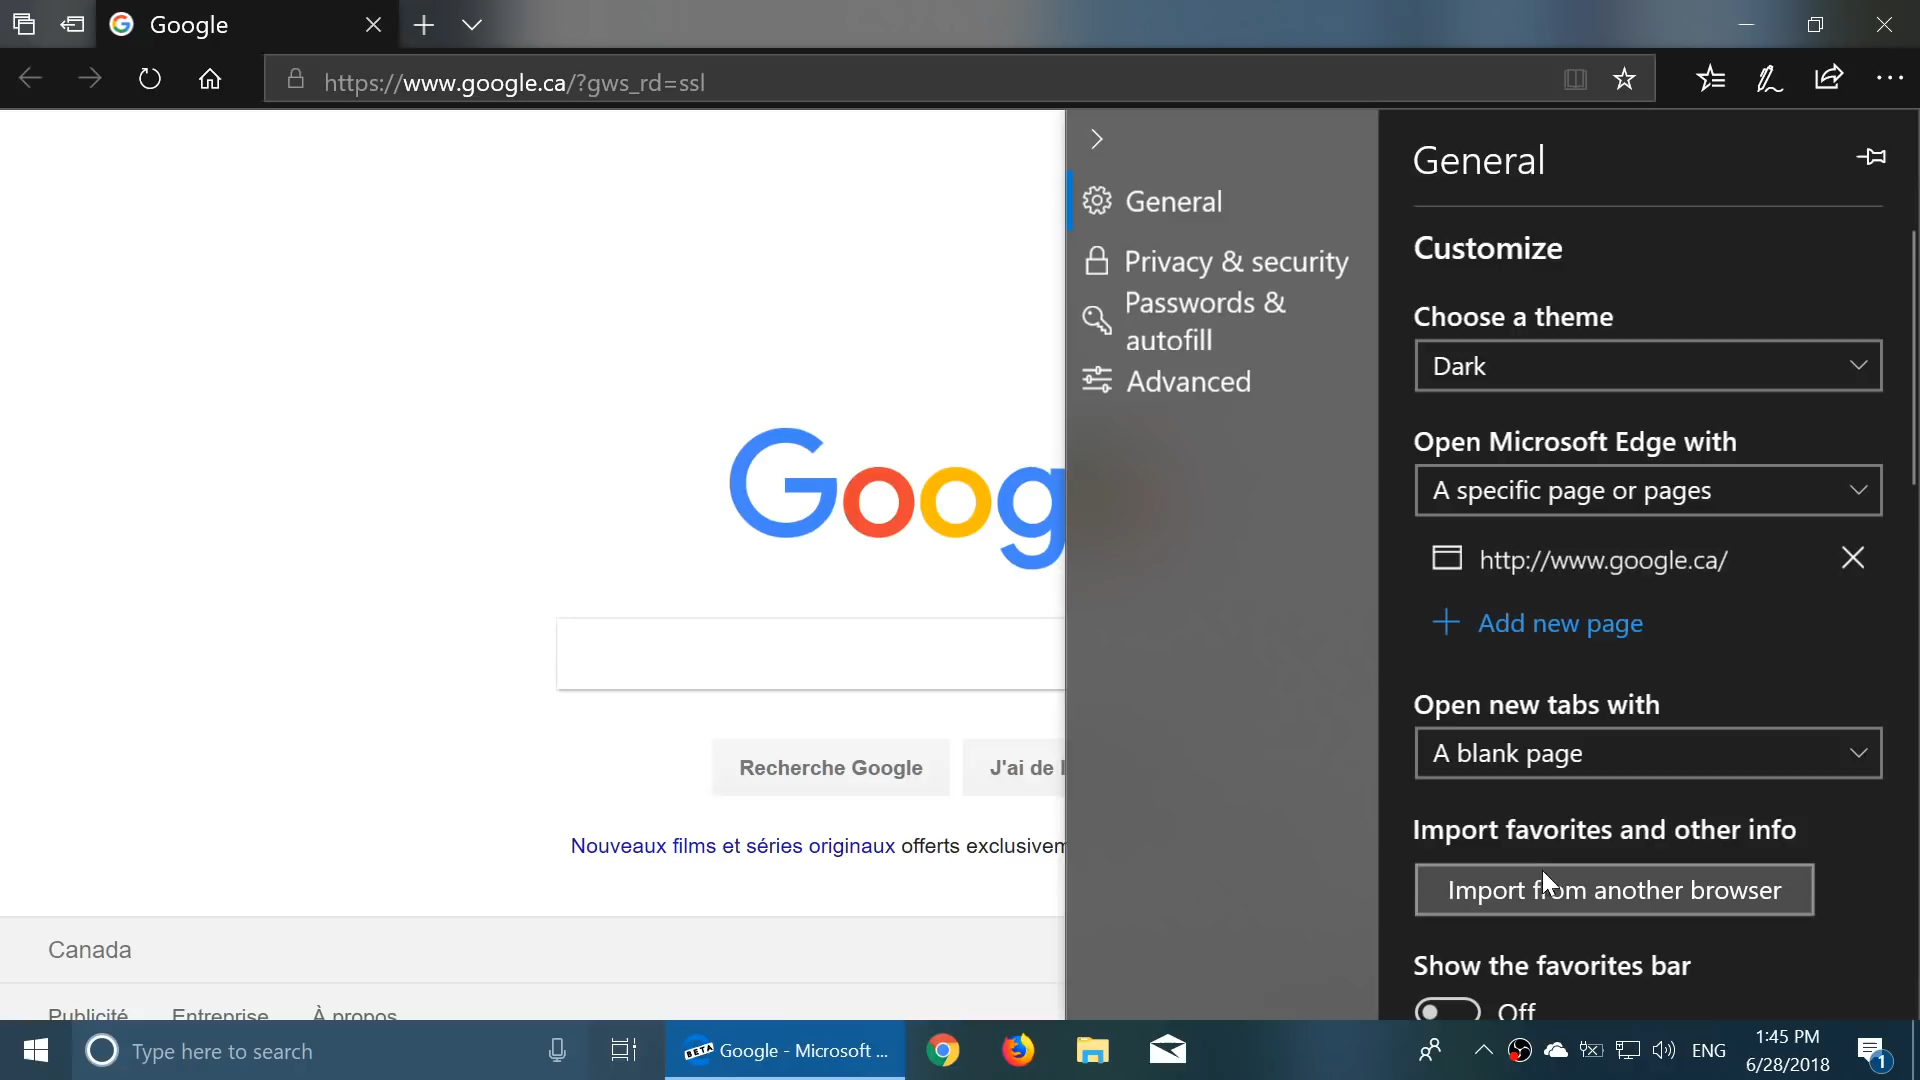 Google
https://www.google.ca/?gws_rd=ssl
Goog
Recherche Google
J'ai de l
Nouveaux films et séries originaux offerts exclusivem
Canada
Publicité Entreprise À propos
General
Privacy & security
Passwords &
autofill
Advanced
General
Customize
Choose a theme
Dark
Open Microsoft Edge with
A specific page or pages
http://www.google.ca/
Add new page
Open new tabs with
A blank page
Import favorites and other info
Import from another browser
Show the favorites bar
Off
Type here to search
BETA
Google - Microsoft ...
ENG
1:45 PM
6/28/2018
1